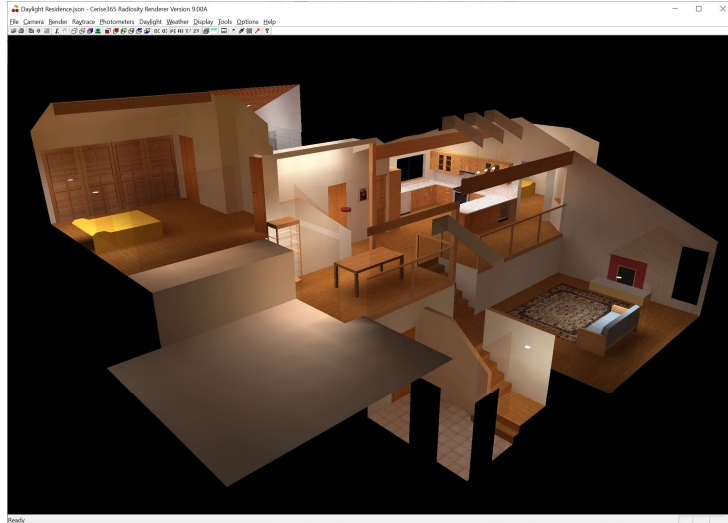 Daylight Residence.json - Cerise365 Radiosity Renderer Version 9.00A
File Camera Render Raytrace Photometers Daylight Weather Display Tools Options Help
Ready